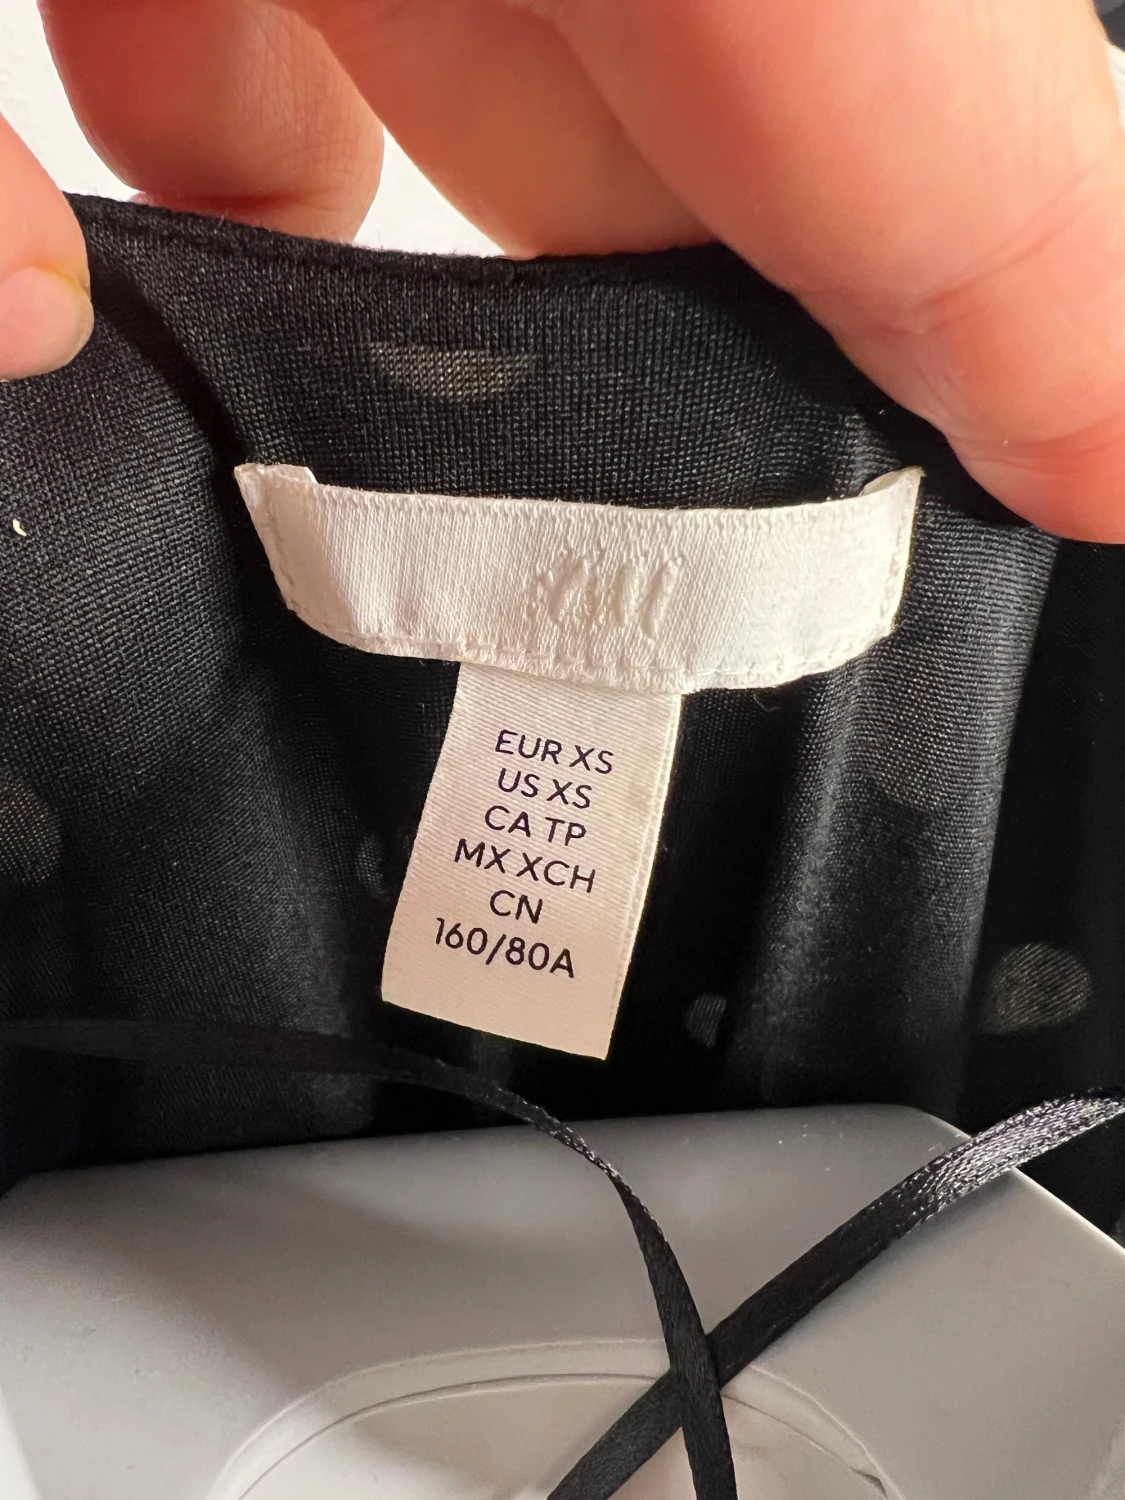 H&M
EUR XS
US XS
CA TP
MX XCH
CN
160/80A